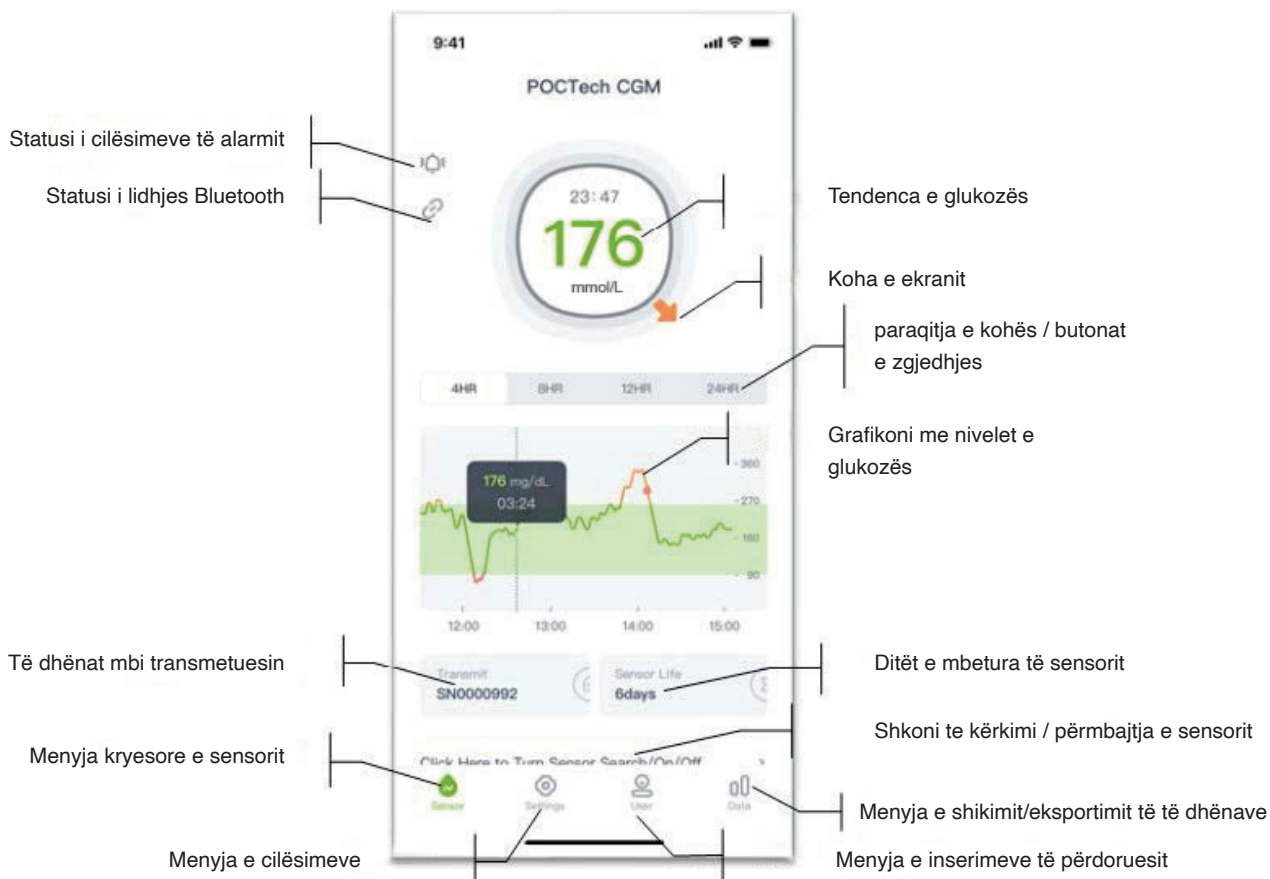 9:41
POCTech CGM
Statusi i cilësimeve të alarmit
Statusi i lidhjes Bluetooth
23:47
176
mmol/L
Tendenca e glukozës
Koha e ekranit
paraqitja e kohës / butonat
e zgjedhjes
4HR 8HR 12HR 24HR
Grafikoni me nivelet e
glukozës
176 mg/dL
03:24
- 360
- 270
- 180
- 90
12:00 13:00 14:00 15:00
Të dhënat mbi transmetuesin
Transmit
SN0000992
Sensor Life
6days
Ditët e mbetura të sensorit
Shkoni te kërkimi / përmbajtja e sensorit
Menyja kryesore e sensorit
Click Here to Turn Sensor Search/On/Off
Sensor Settings User Data
Menyja e shikimit/eksportimit të të dhënave
Menyja e cilësimeve
Menyja e inserimeve të përdoruesit